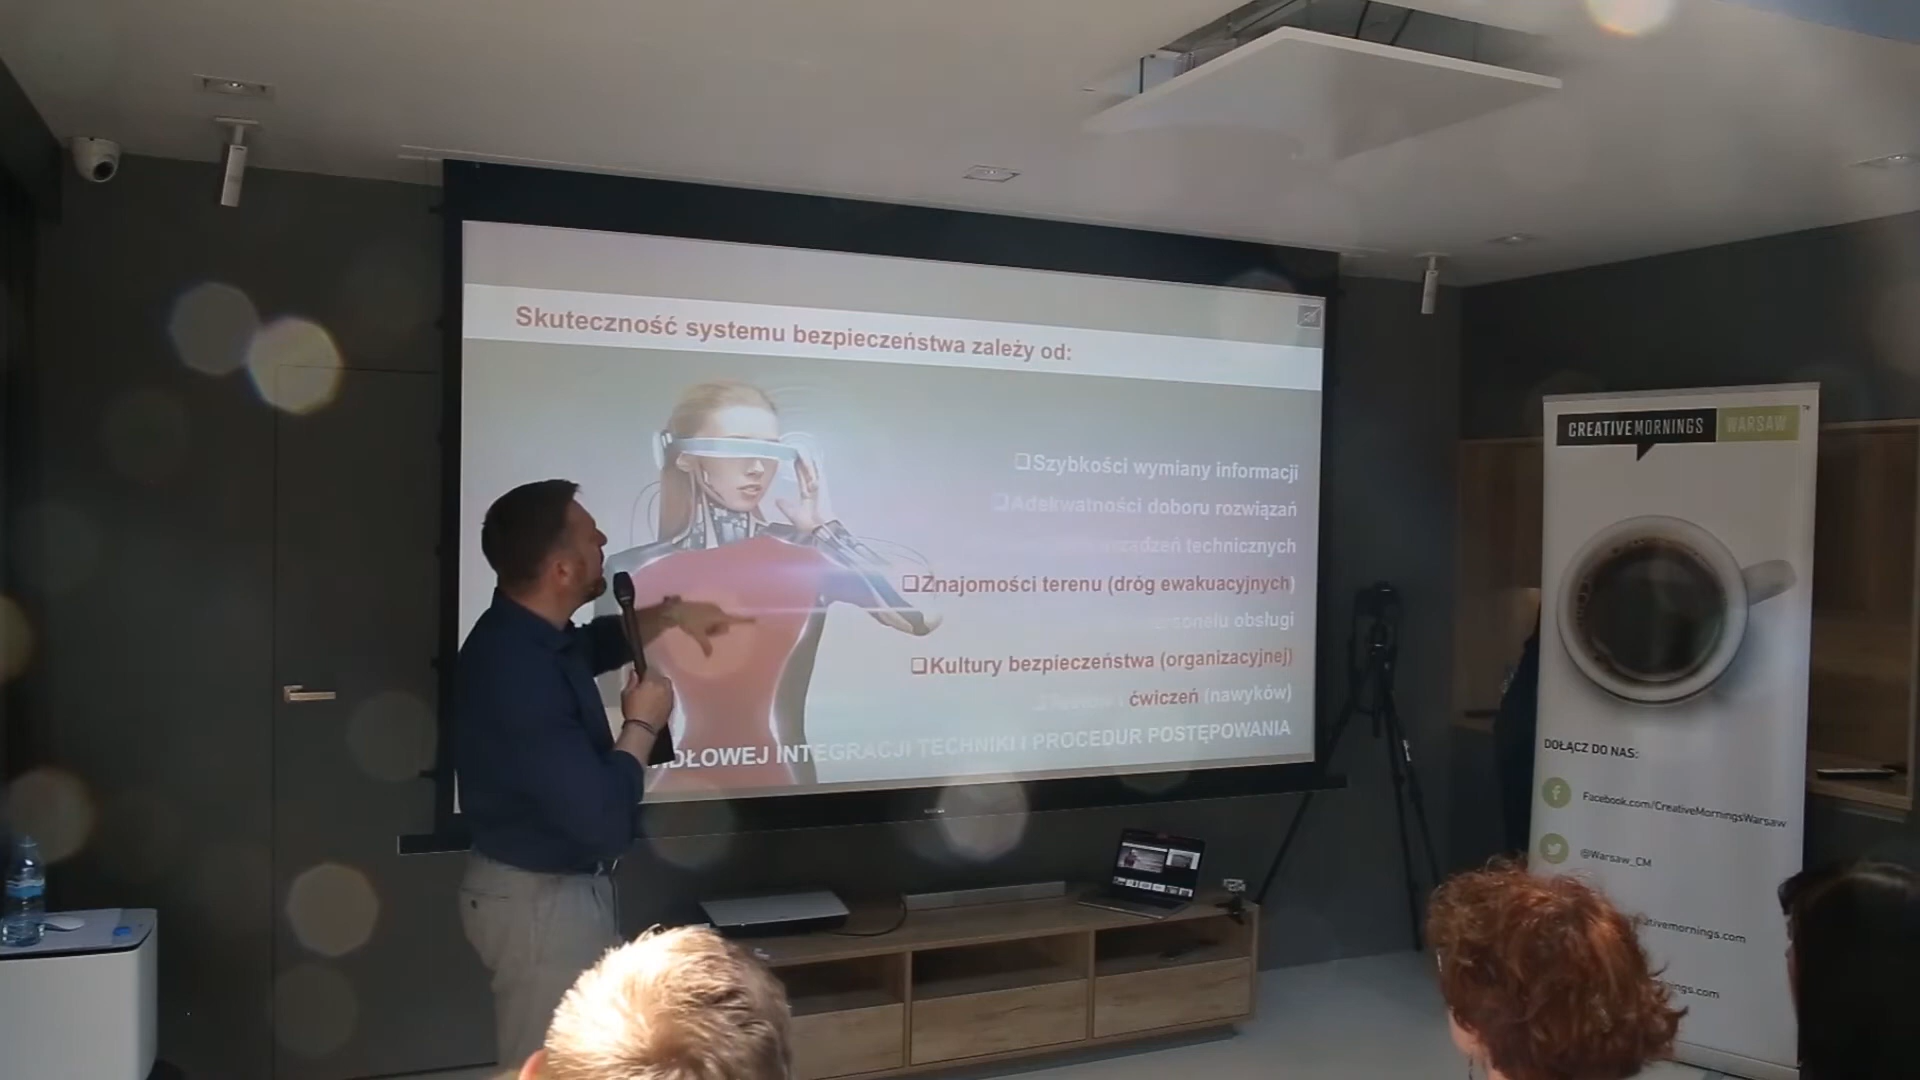 Skuteczność systemu bezpieczeństwa zależy od:
❑Szybkości wymiany informacji
❑Adekwatności doboru rozwiązań
technicznych
❑Znajomości terenu (dróg ewakuacyjnych)
obsługi
❑Kultury bezpieczeństwa (organizacyjnej)
ćwiczeń (nawyków)
INTEGRACJI TECHNIKI I PROCEDUR POSTĘPOWANIA
CREATIVEMORNINGS WARSAW ™
DOŁĄCZ DO NAS:
Facebook.com/CreativeMorningsWarsaw
@Warsaw_CM